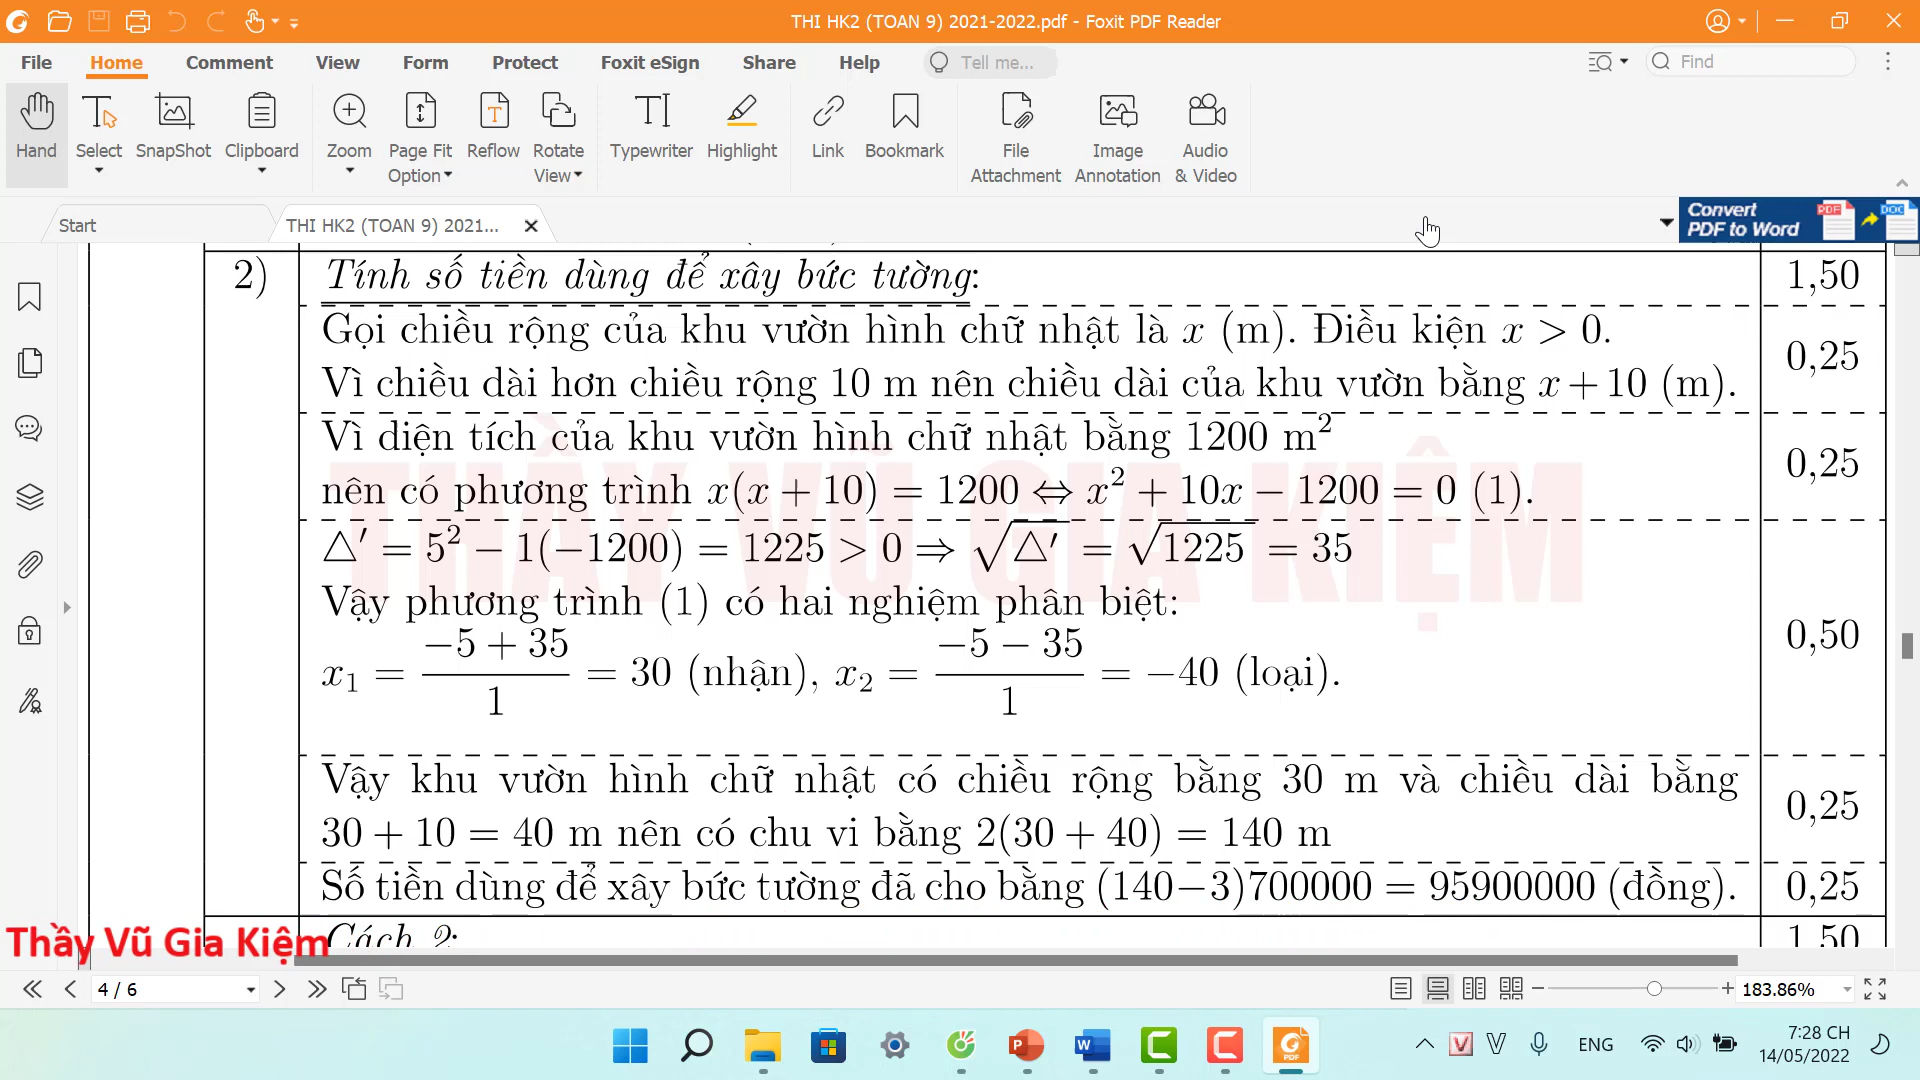 THI HK2 (TOAN 9) 2021-2022.pdf - Foxit PDF Reader
File Home Comment View Form Protect Foxit eSign Share Help Tell me... Find
Hand Select SnapShot Clipboard Zoom Page Fit Option Reflow Rotate View Typewriter Highlight Link Bookmark File Attachment Image Annotation Audio & Video
Start THI HK2 (TOAN 9) 2021... Convert PDF to Word PDF DOC
2) Tính số tiền dùng để xây bức tường: 1,50
Gọi chiều rộng của khu vườn hình chữ nhật là x (m). Điều kiện x > 0.
Vì chiều dài hơn chiều rộng 10 m nên chiều dài của khu vườn bằng x + 10 (m). 0,25
Vì diện tích của khu vườn hình chữ nhật bằng 1200 m²
nên có phương trình x(x + 10) = 1200 ⇔ x² + 10x − 1200 = 0 (1). 0,25
△′ = 5² − 1(−1200) = 1225 > 0 ⇒ √△′ = √1225 = 35
Vậy phương trình (1) có hai nghiệm phân biệt: 0,50
x₁ = (−5 + 35)/1 = 30 (nhận), x₂ = (−5 − 35)/1 = −40 (loại).
Vậy khu vườn hình chữ nhật có chiều rộng bằng 30 m và chiều dài bằng
30 + 10 = 40 m nên có chu vi bằng 2(30 + 40) = 140 m 0,25
Số tiền dùng để xây bức tường đã cho bằng (140−3)700000 = 95900000 (đồng). 0,25
Cách 2: 1,50
THẦY VŨ GIA KIỆM
Thầy Vũ Gia Kiệm
4 / 6 183.86%
ENG 7:28 CH
14/05/2022